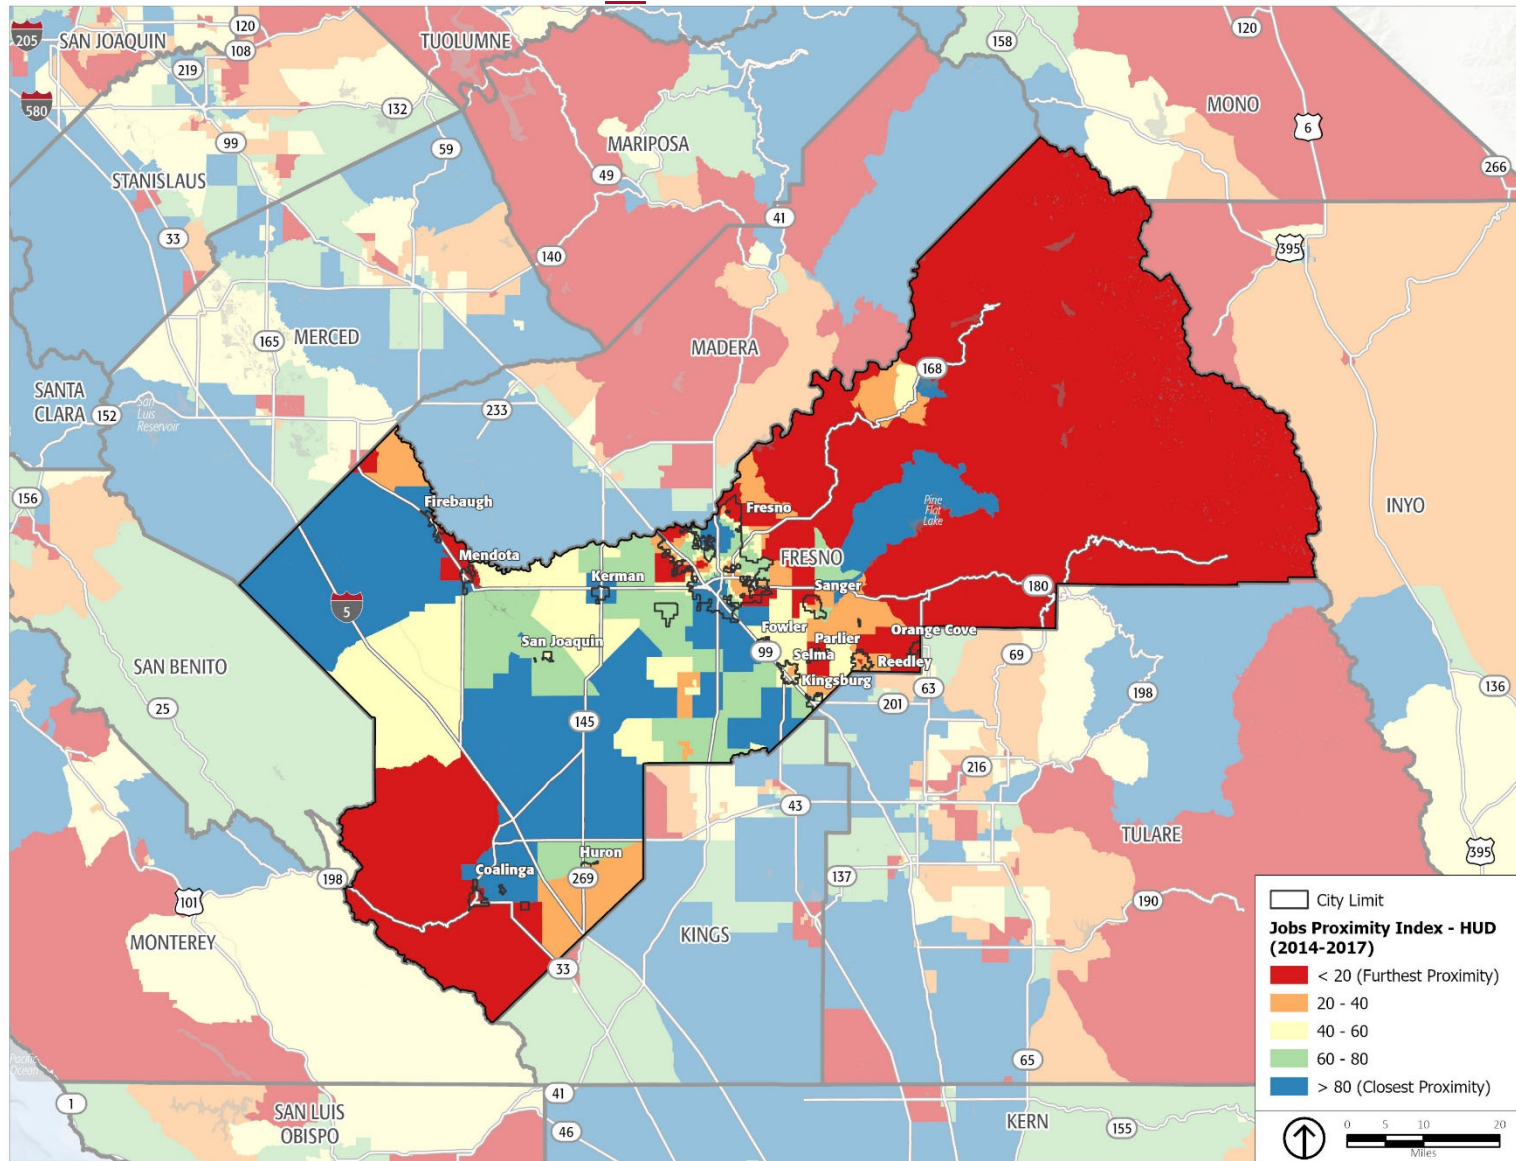 120
205
SAN JOAQUIN
108
TUOLUMNE
158
120
219
580
132
MONO
6
99
59
MARIPOSA
266
STANISLAUS
49
41
33
395
140
165
MERCED
MADERA
168
SANTA
CLARA
152
San
Luis
Reservoir
233
156
Firebaugh
Fresno
Pine
Flat
Lake
INYO
Mendota
FRESNO
Kerman
Sanger
180
5
Fowler
Orange Cove
San Joaquin
Parlier
99
Selma
Reedley
69
SAN BENITO
Kingsburg
63
198
136
25
201
145
216
43
TULARE
395
Huron
Coalinga
198
269
137
101
190
MONTEREY
KINGS
33
65
Pacific
Ocean
1
41
SAN LUIS
OBISPO
46
KERN
155
City Limit
Jobs Proximity Index - HUD
(2014-2017)
< 20 (Furthest Proximity)
20 - 40
40 - 60
60 - 80
> 80 (Closest Proximity)
0 5 10 20
Miles